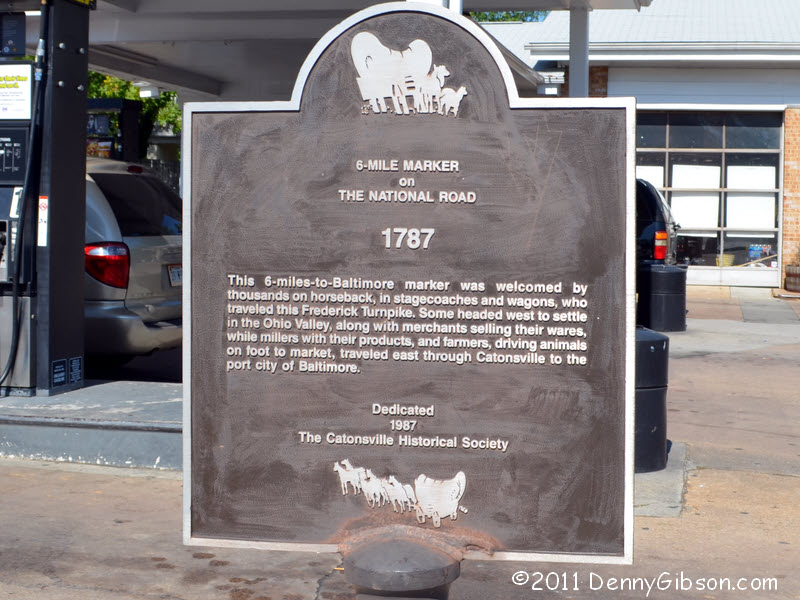 6-MILE MARKER
on
THE NATIONAL ROAD
1787
This 6-miles-to-Baltimore marker was welcomed by
thousands on horseback, in stagecoaches and wagons, who
traveled this Frederick Turnpike. Some headed west to settle
in the Ohio Valley, along with merchants selling their wares,
while millers with their products, and farmers, driving animals
on foot to market, traveled east through Catonsville to the
port city of Baltimore.
Dedicated
1987
The Catonsville Historical Society
©2011 DennyGibson.com